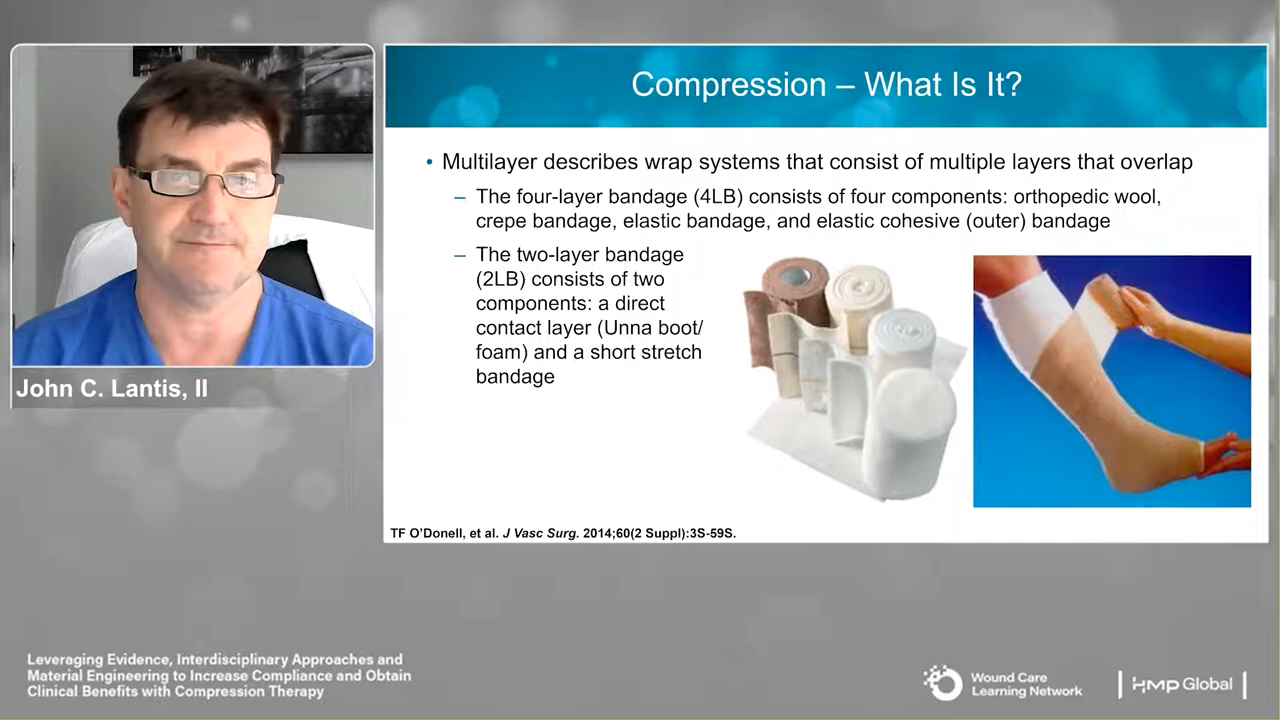 Compression – What Is It?
• Multilayer describes wrap systems that consist of multiple layers that overlap
– The four-layer bandage (4LB) consists of four components: orthopedic wool,
crepe bandage, elastic bandage, and elastic cohesive (outer) bandage
– The two-layer bandage
(2LB) consists of two
components: a direct
contact layer (Unna boot/
foam) and a short stretch
bandage
TF O’Donell, et al. J Vasc Surg. 2014;60(2 Suppl):3S-59S.
John C. Lantis, II
Leveraging Evidence, Interdisciplinary Approaches and
Material Engineering to Increase Compliance and Obtain
Clinical Benefits with Compression Therapy
Wound Care
Learning Network
HMP Global